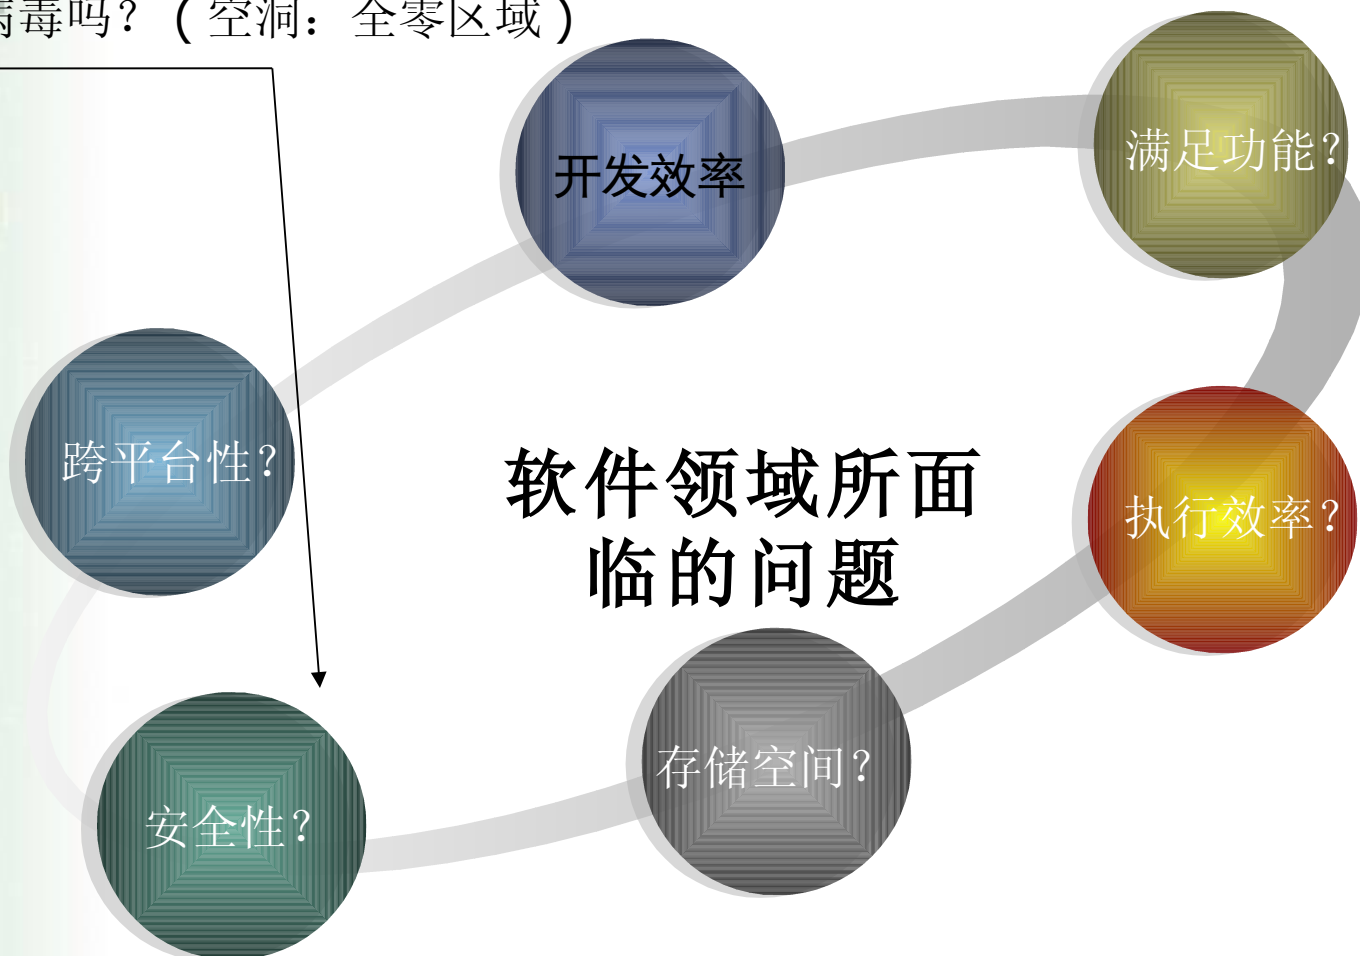 病毒吗？（空洞：全零区域）
开发效率
满足功能？
跨平台性？
软件领域所面
临的问题
执行效率？
存储空间？
安全性？